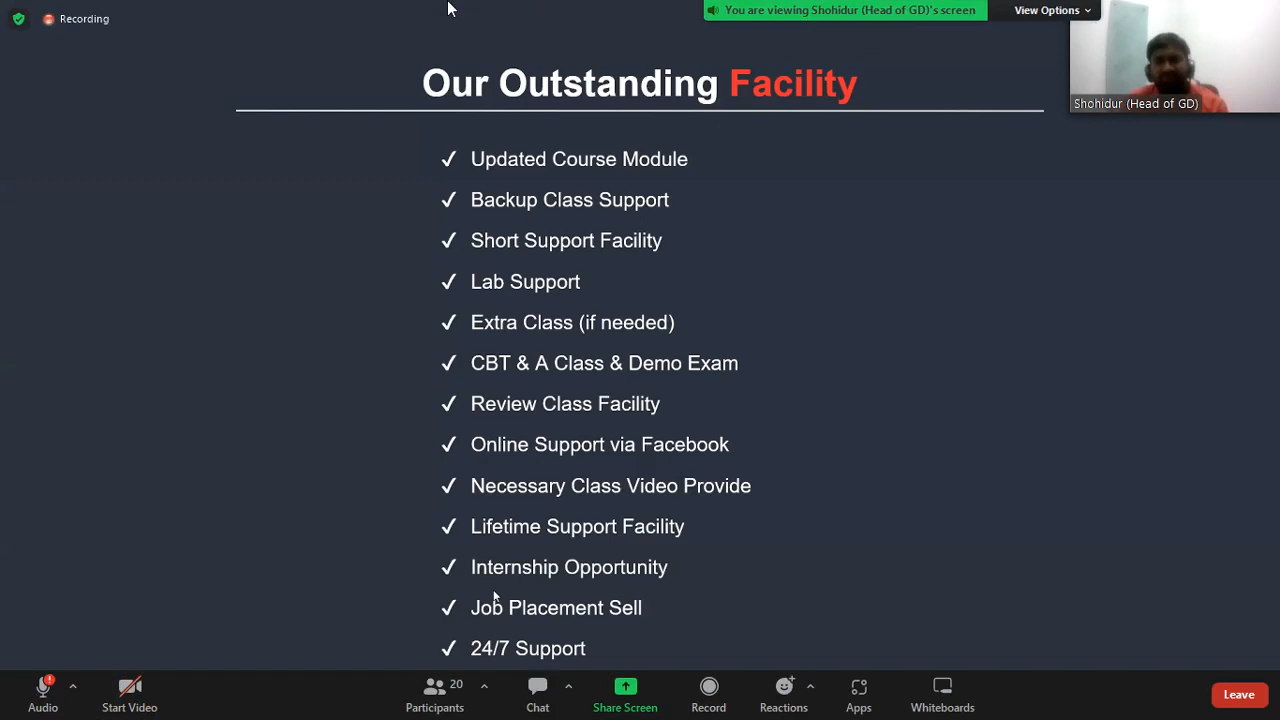 Recording
You are viewing Shohidur (Head of GD)'s screen
View Options
Shohidur (Head of GD)
Our Outstanding Facility
✓ Updated Course Module
✓ Backup Class Support
✓ Short Support Facility
✓ Lab Support
✓ Extra Class (if needed)
✓ CBT & A Class & Demo Exam
✓ Review Class Facility
✓ Online Support via Facebook
✓ Necessary Class Video Provide
✓ Lifetime Support Facility
✓ Internship Opportunity
✓ Job Placement Sell
✓ 24/7 Support
Audio
Start Video
Participants 20
Chat
Share Screen
Record
Reactions
Apps
Whiteboards
Leave